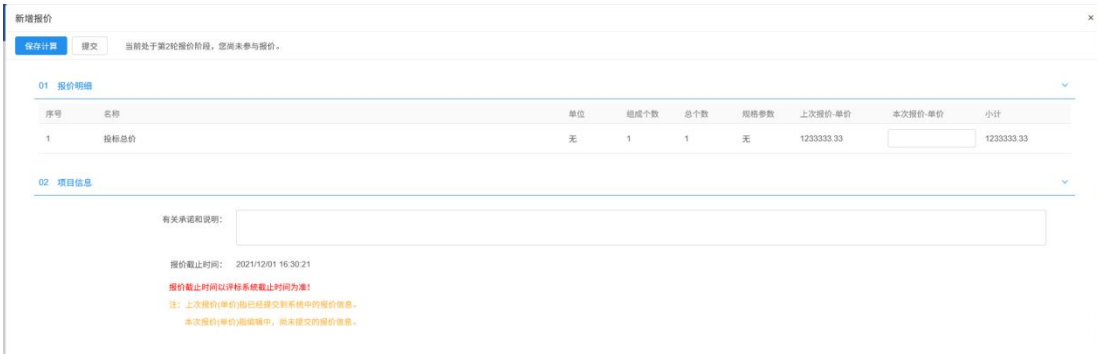 新增报价 ×
保存计算 提交 当前处于第2轮报价阶段，您尚未参与报价。
01 报价明细
序号 名称 单位 组成个数 总个数 规格参数 上次报价-单价 本次报价-单价 小计
1 投标总价 无 1 1 无 1233333.33 1233333.33
02 项目信息
有关承诺和说明：
报价截止时间： 2021/12/01 16:30:21
报价截止时间以评标系统截止时间为准！
注：上次报价(单价)指已经提交到系统中的报价信息。
本次报价(单价)指编辑中，尚未提交的报价信息。